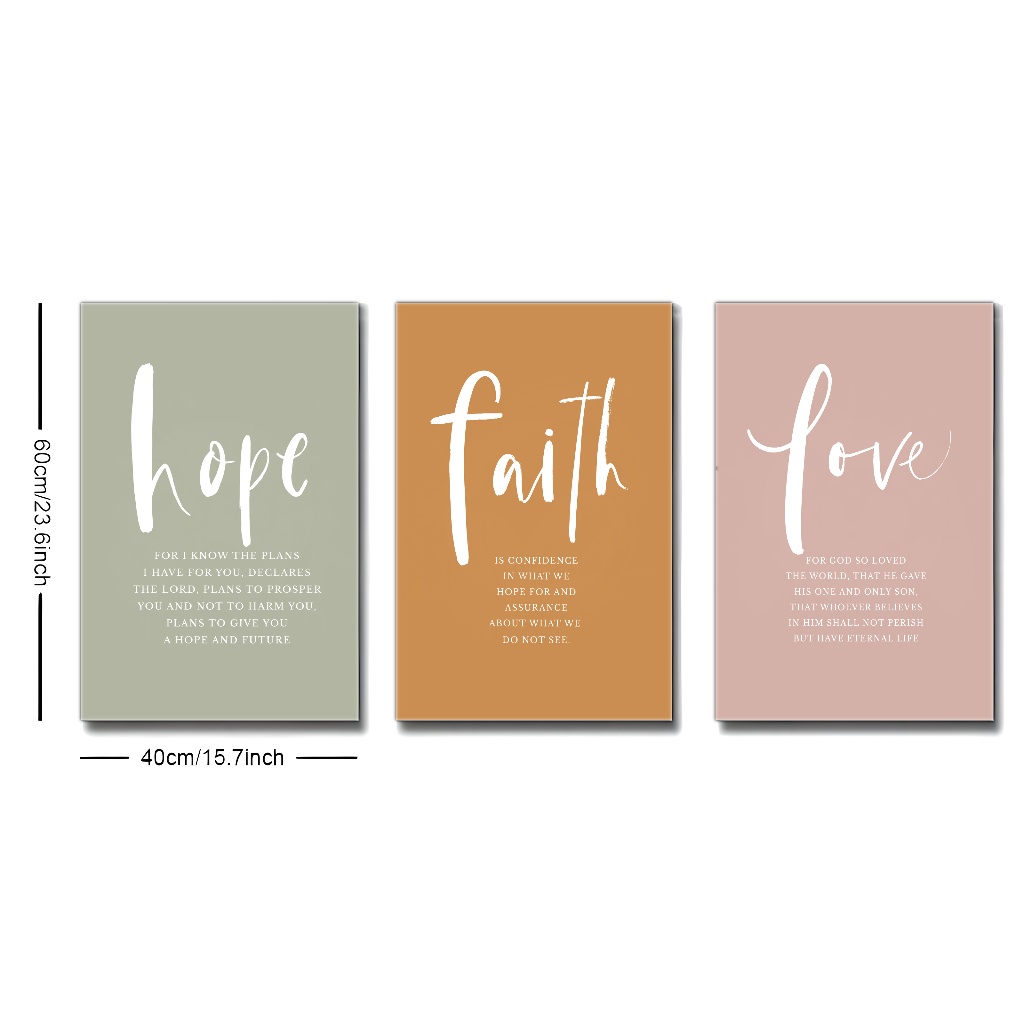 hope
FOR I KNOW THE PLANS
I HAVE FOR YOU, DECLARES
THE LORD, PLANS TO PROSPER
YOU AND NOT TO HARM YOU,
PLANS TO GIVE YOU
A HOPE AND FUTURE
faith
IS CONFIDENCE
IN WHAT WE
HOPE FOR AND
ASSURANCE
ABOUT WHAT WE
DO NOT SEE.
love
FOR GOD SO LOVED
THE WORLD, THAT HE GAVE
HIS ONE AND ONLY SON,
THAT WHOEVER BELIEVES
IN HIM SHALL NOT PERISH
BUT HAVE ETERNAL LIFE
60cm/23.6inch
40cm/15.7inch